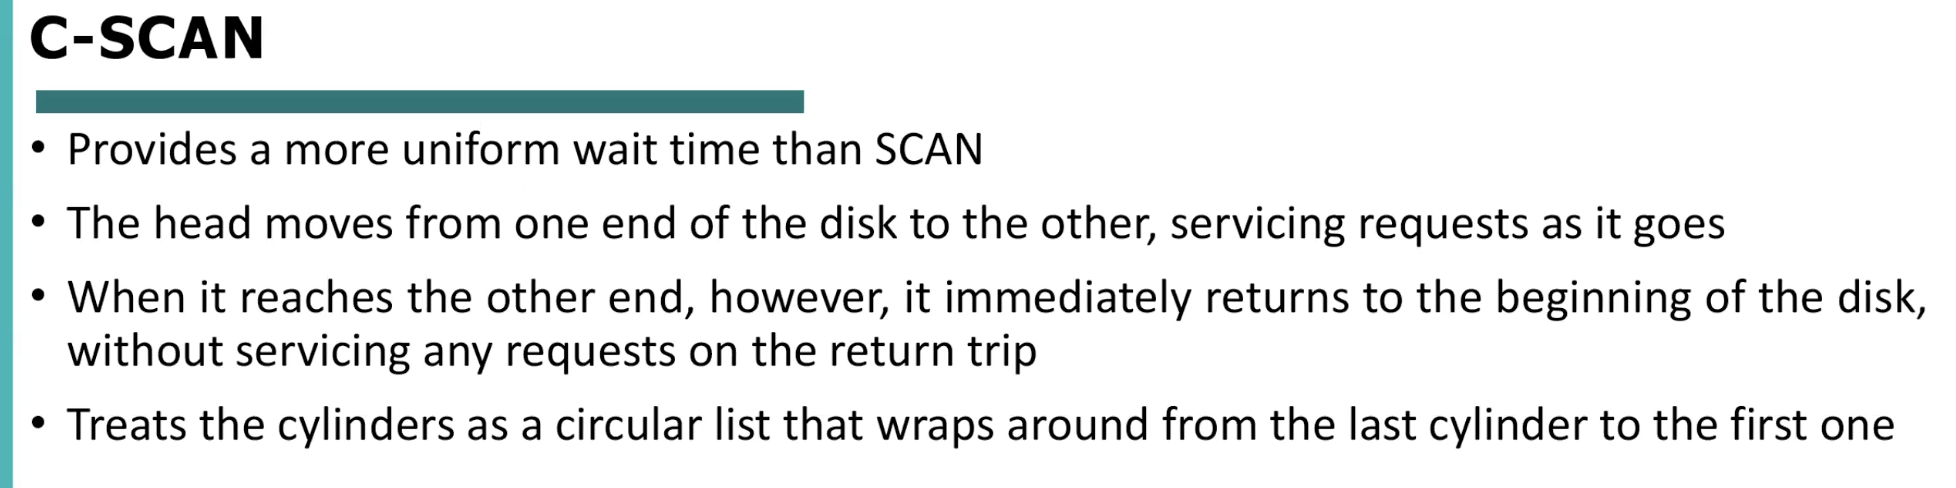 C-SCAN
• Provides a more uniform wait time than SCAN
• The head moves from one end of the disk to the other, servicing requests as it goes
• When it reaches the other end, however, it immediately returns to the beginning of the disk,
without servicing any requests on the return trip
• Treats the cylinders as a circular list that wraps around from the last cylinder to the first one